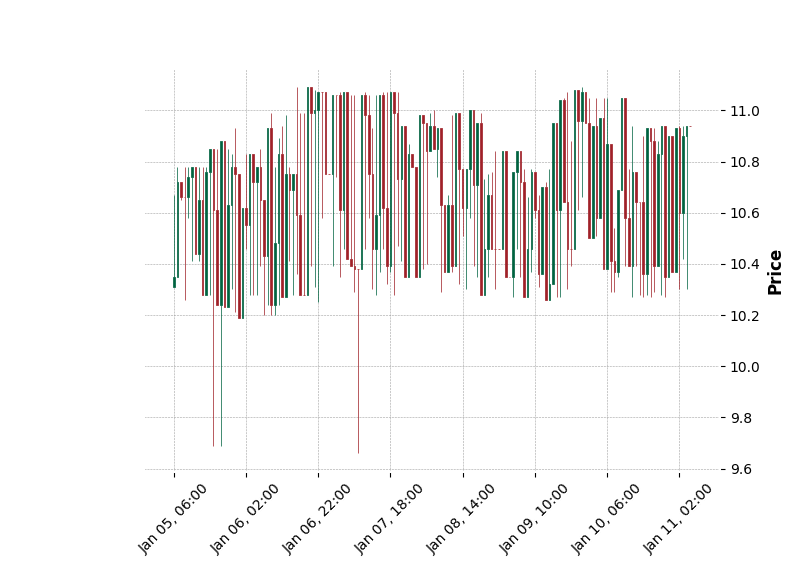 11.0
10.8
10.6
10.4
10.2
10.0
9.8
9.6
Price
Jan 05, 06:00
Jan 06, 02:00
Jan 06, 22:00
Jan 07, 18:00
Jan 08, 14:00
Jan 09, 10:00
Jan 10, 06:00
Jan 11, 02:00